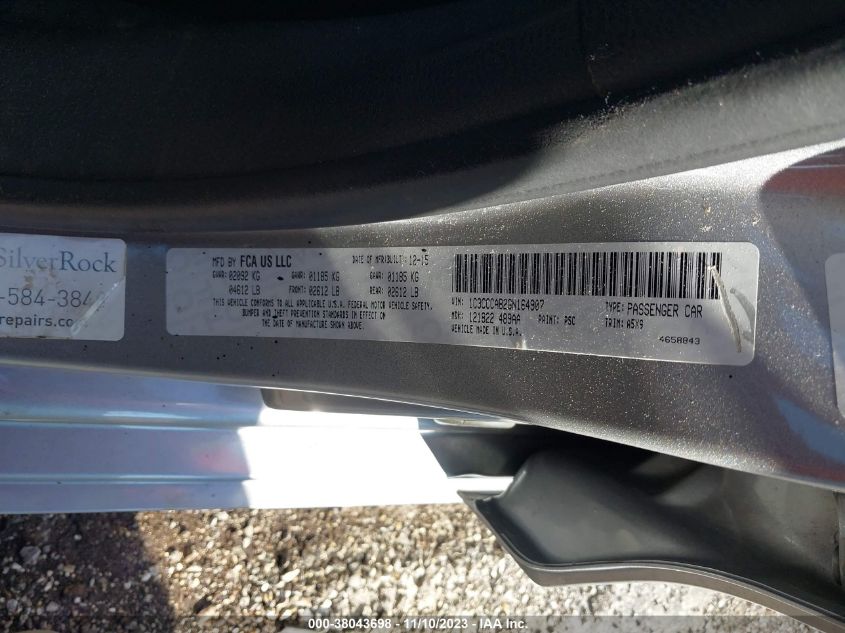 SilverRock
-584-384
repairs.co
MFD BY FCA US LLC DATE OF MFR/BUILT: 12-15
GVWR: 02092 KG GAWR: 01185 KG GAWR: 01185 KG
04612 LB FRONT: 02612 LB REAR: 02612 LB
THIS VEHICLE CONFORMS TO ALL APPLICABLE U.S.A. FEDERAL MOTOR VEHICLE SAFETY,
BUMPER AND THEFT PREVENTION STANDARDS IN EFFECT ON
THE DATE OF MANUFACTURE SHOWN ABOVE.
VIN: 1C3CCCAB2GN164907 TYPE: PASSENGER CAR
MDH: 121822 489AA PAINT: PSC TRIM: A5X9
VEHICLE MADE IN U.S.A. 4658843
000-38043698 - 11/10/2023 - IAA Inc.